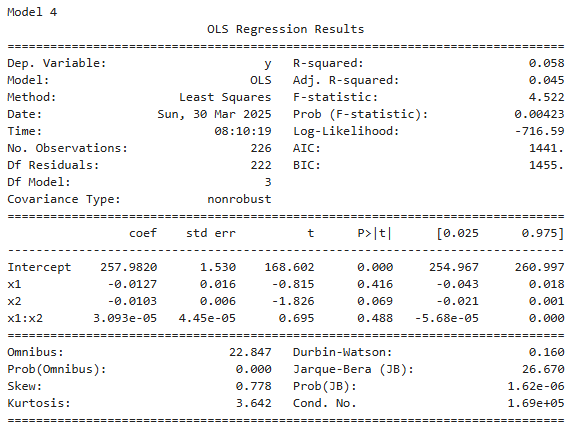 Model 4
OLS Regression Results
==============================================================================
Dep. Variable:                      y   R-squared:                       0.058
Model:                            OLS   Adj. R-squared:                  0.045
Method:                 Least Squares   F-statistic:                     4.522
Date:                Sun, 30 Mar 2025   Prob (F-statistic):            0.00423
Time:                        08:10:19   Log-Likelihood:                -716.59
No. Observations:                 226   AIC:                             1441.
Df Residuals:                     222   BIC:                             1455.
Df Model:                           3
Covariance Type:            nonrobust
==============================================================================
                 coef    std err          t      P>|t|      [0.025      0.975]
------------------------------------------------------------------------------
Intercept    257.9820      1.530    168.602      0.000     254.967     260.997
x1            -0.0127      0.016     -0.815      0.416      -0.043       0.018
x2            -0.0103      0.006     -1.826      0.069      -0.021       0.001
x1:x2       3.093e-05   4.45e-05      0.695      0.488   -5.68e-05       0.000
==============================================================================
Omnibus:                       22.847   Durbin-Watson:                   0.160
Prob(Omnibus):                  0.000   Jarque-Bera (JB):               26.670
Skew:                           0.778   Prob(JB):                     1.62e-06
Kurtosis:                       3.642   Cond. No.                     1.69e+05
==============================================================================